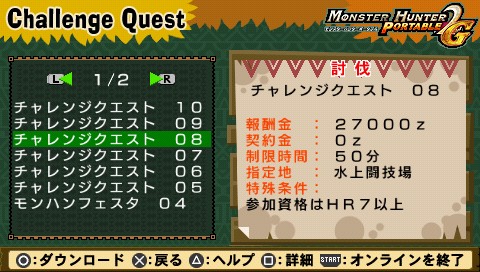 Challenge Quest
MONSTER HUNTER
PORTABLE 2nd G
L 1/2 R
チャレンジクエスト 10
チャレンジクエスト 09
チャレンジクエスト 08
チャレンジクエスト 07
チャレンジクエスト 06
チャレンジクエスト 05
モンハンフェスタ 04
討伐
チャレンジクエスト 08
報酬金 : 27000z
契約金 : 0z
制限時間: 50分
指定地 : 水上闘技場
特殊条件:
参加資格はHR7以上
◯:ダウンロード ✕:戻る △:ヘルプ □:詳細 START:オンラインを終了